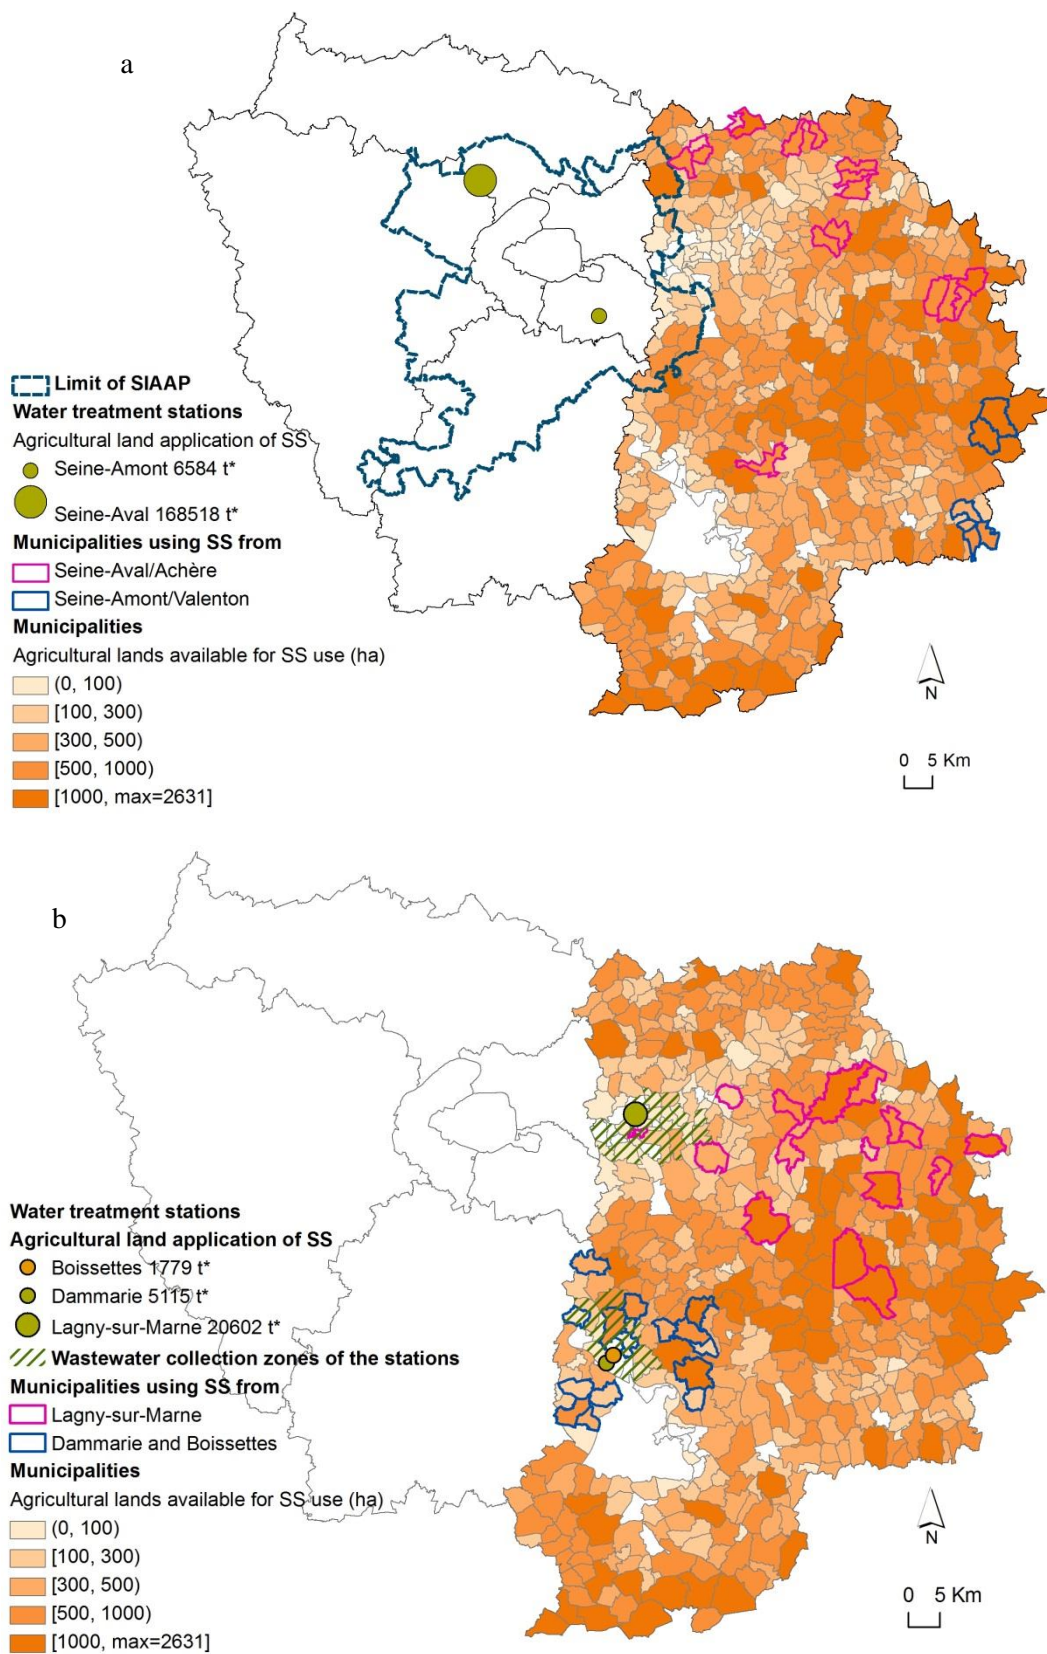 a
Limit of SIAAP
Water treatment stations
Agricultural land application of SS
Seine-Amont 6584 t*
Seine-Aval 168518 t*
Municipalities using SS from
Seine-Aval/Achère
Seine-Amont/Valenton
Municipalities
Agricultural lands available for SS use (ha)
(0, 100)
[100, 300)
[300, 500)
[500, 1000)
[1000, max=2631]
N
0 5 Km
b
Water treatment stations
Agricultural land application of SS
Boissettes 1779 t*
Dammarie 5115 t*
Lagny-sur-Marne 20602 t*
Wastewater collection zones of the stations
Municipalities using SS from
Lagny-sur-Marne
Dammarie and Boissettes
Municipalities
Agricultural lands available for SS use (ha)
(0, 100)
[100, 300)
[300, 500)
[500, 1000)
[1000, max=2631]
N
0 5 Km